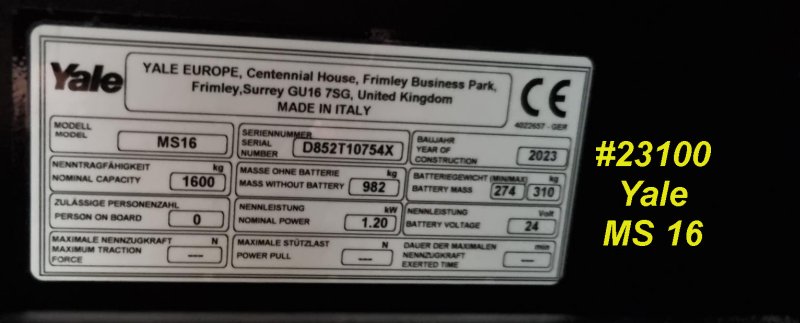 Yale
YALE EUROPE, Centennial House, Frimley Business Park,
Frimley,Surrey GU16 7SG, United Kingdom
MADE IN ITALY
CE
4022657 - GER
MODELL
MODEL
MS16
SERIENNUMMER
SERIAL
NUMBER
D852T10754X
BAUJAHR
YEAR OF
CONSTRUCTION
2023
NENNTRAGFÄHIGKEIT
NOMINAL CAPACITY
kg
1600
MASSE OHNE BATTERIE
MASS WITHOUT BATTERY
kg
982
BATTERIEGEWICHT (MIN/MAX)
BATTERY MASS
kg
274
310
ZULÄSSIGE PERSONENZAHL
PERSON ON BOARD
0
NENNLEISTUNG
NOMINAL POWER
kW
1.20
NENNLEISTUNG
BATTERY VOLTAGE
Volt
24
MAXIMALE NENNZUGKRAFT
MAXIMUM TRACTION
FORCE
N
---
MAXIMALE STÜTZLAST
POWER PULL
N
---
DAUER DER MAXIMALEN
NENNZUGKRAFT
EXERTED TIME
min
---
#23100
Yale
MS 16